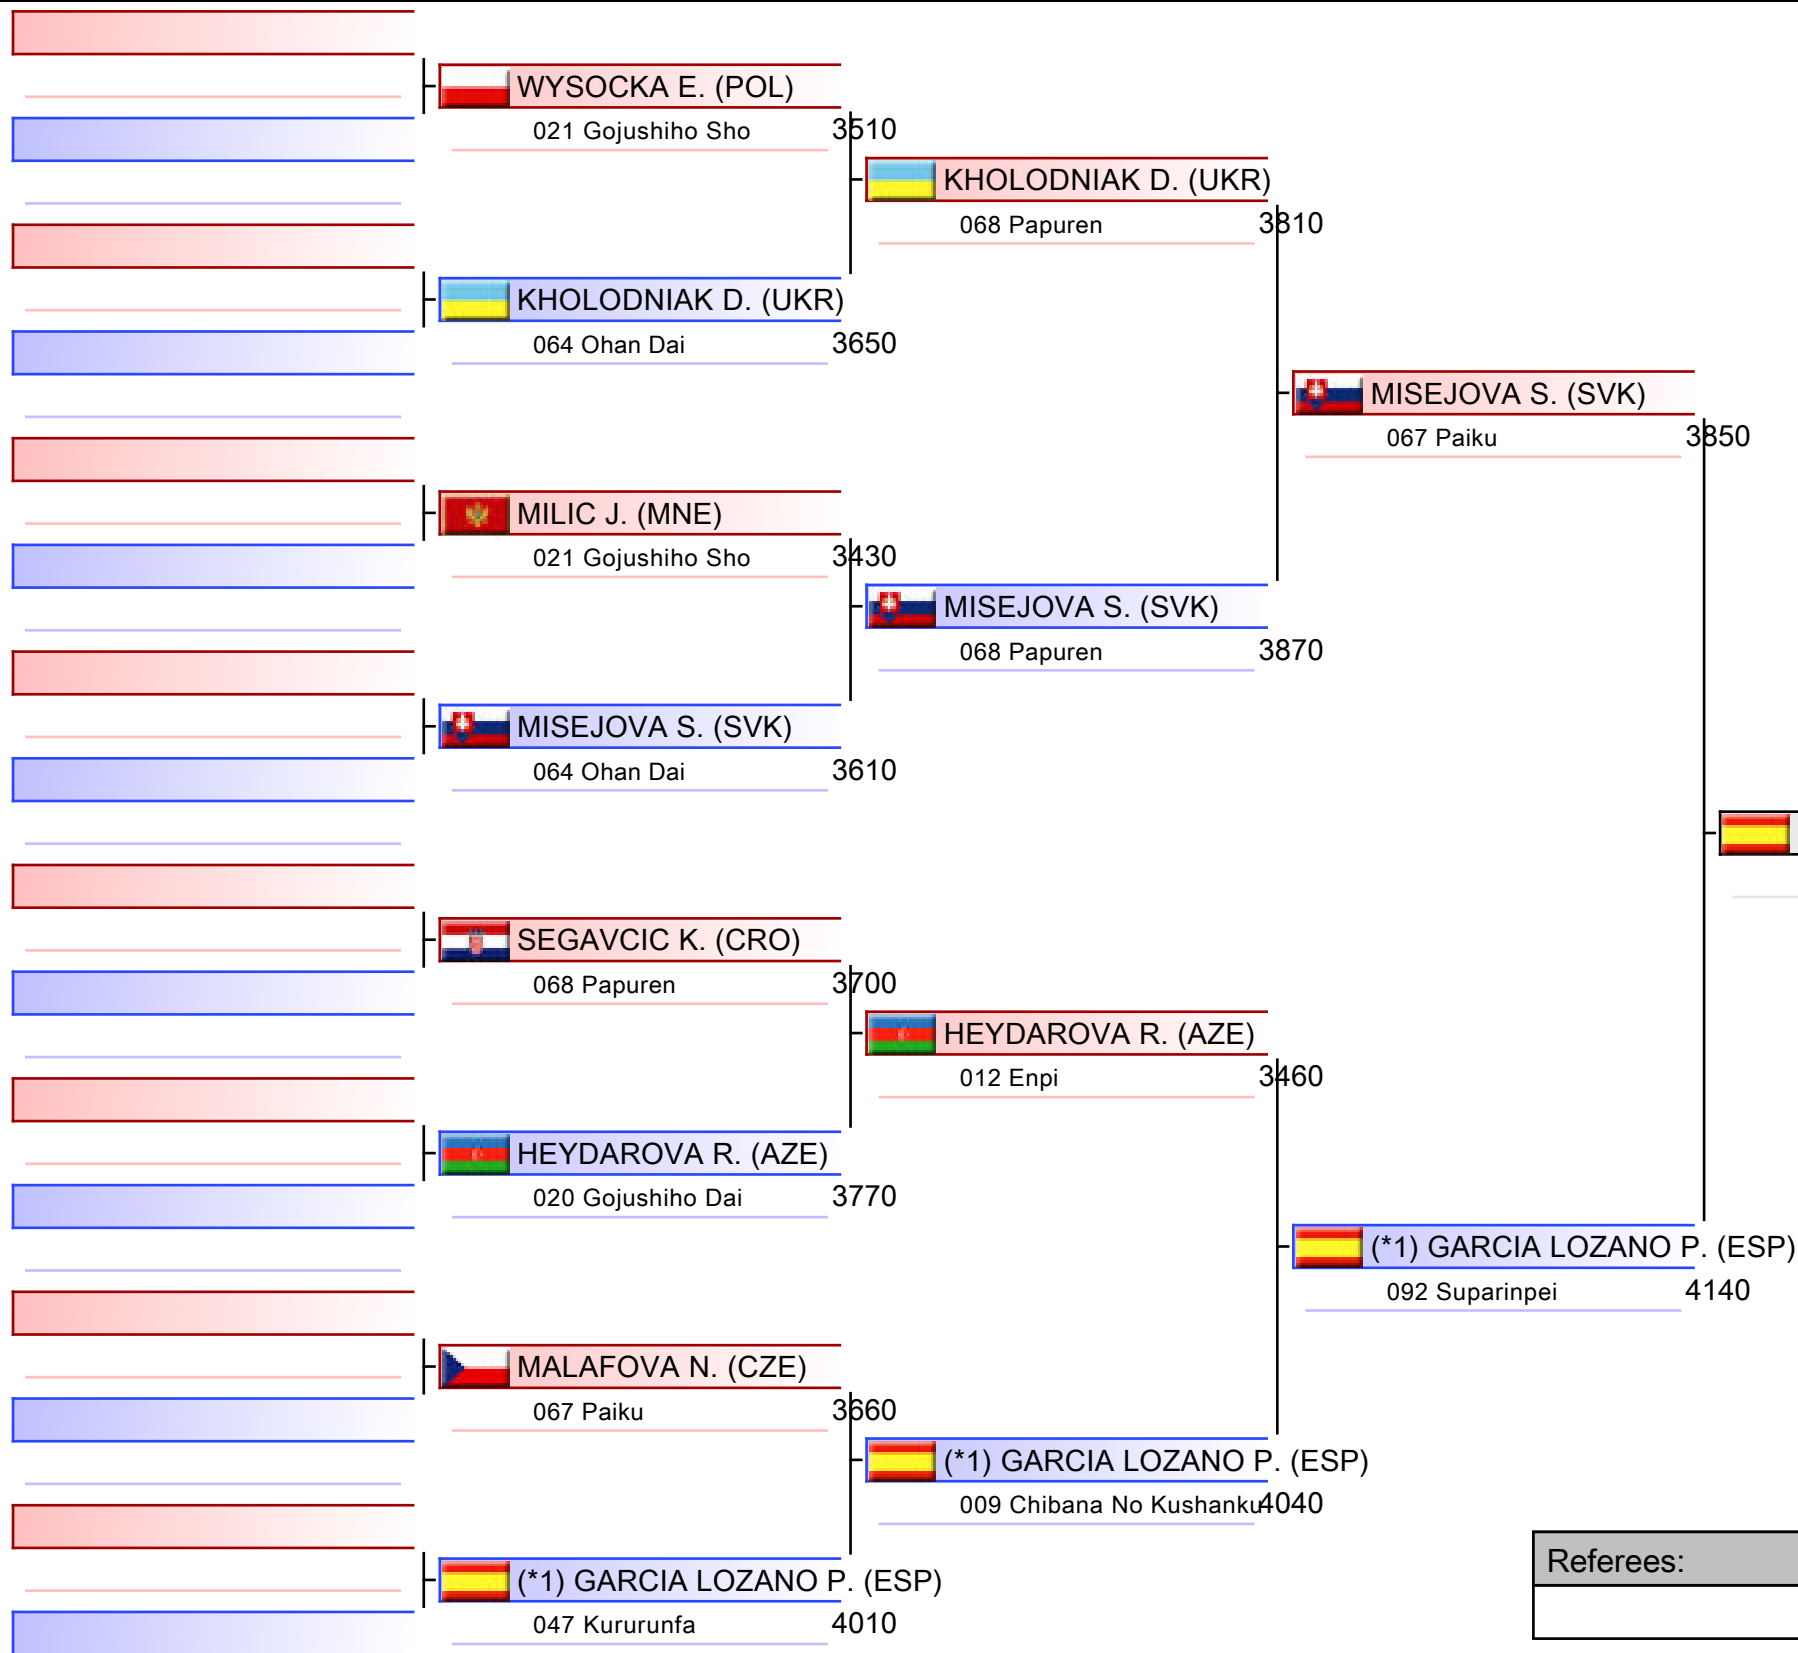 WYSOCKA E. (POL)
021 Gojushiho Sho 3510
KHOLODNIAK D. (UKR)
068 Papuren 3810
KHOLODNIAK D. (UKR)
064 Ohan Dai 3650
MISEJOVA S. (SVK)
067 Paiku 3850
MILIC J. (MNE)
021 Gojushiho Sho 3430
MISEJOVA S. (SVK)
068 Papuren 3870
MISEJOVA S. (SVK)
064 Ohan Dai 3610
SEGAVCIC K. (CRO)
068 Papuren 3700
HEYDAROVA R. (AZE)
012 Enpi 3460
HEYDAROVA R. (AZE)
020 Gojushiho Dai 3770
(*1) GARCIA LOZANO P. (ESP)
092 Suparinpei 4140
MALAFOVA N. (CZE)
067 Paiku 3660
(*1) GARCIA LOZANO P. (ESP)
009 Chibana No Kushanku 4040
Referees:
(*1) GARCIA LOZANO P. (ESP)
047 Kururunfa 4010